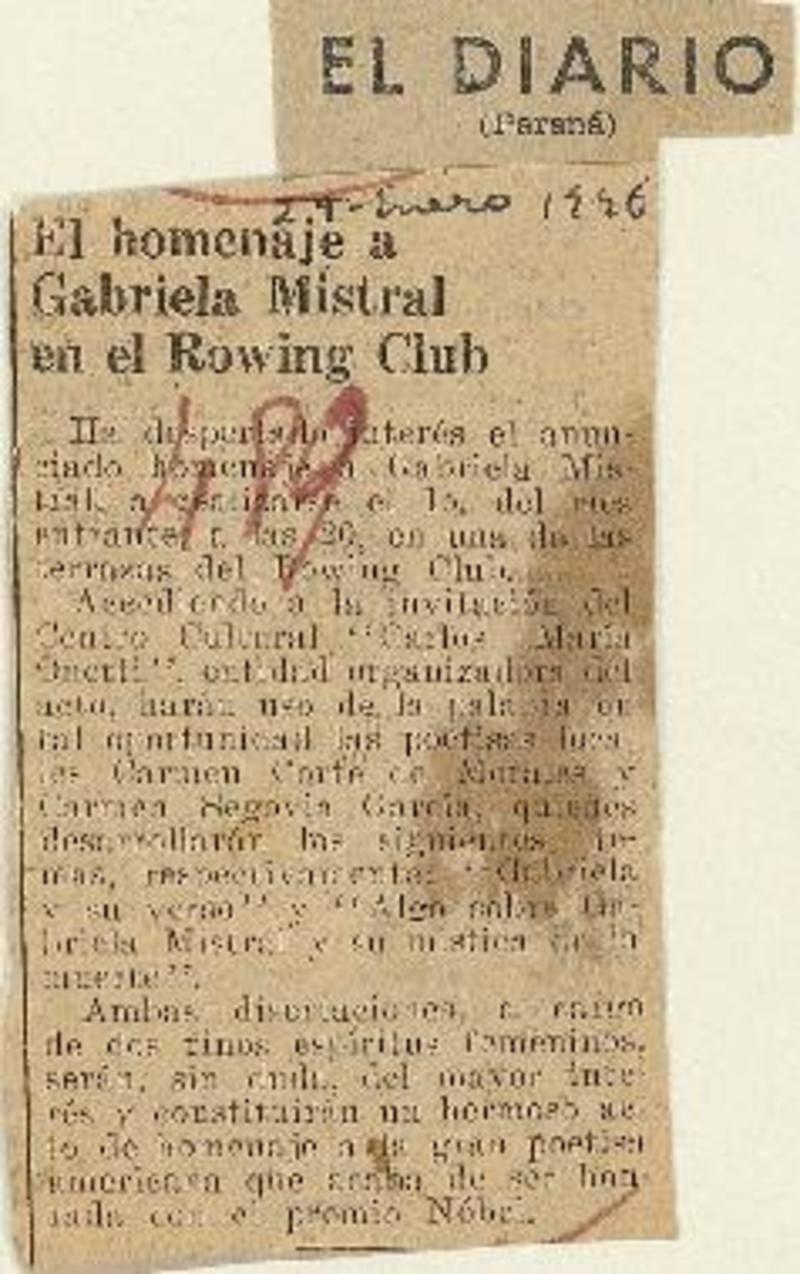 EL DIARIO
(Paraná)
29-Enero 1946
El homenaje a
Gabriela Mistral
en el Rowing Club
489
Ha despertado interés el anun-
ciado homenaje a Gabriela Mis-
tral, a realizarse el 1o. del mes
entrante, a las 20, en una de las
terrazas del Rowing Club.
Accediendo a la invitación del
Centro Cultural "Carlos María
Onetti", entidad organizadora del
acto, harán uso de la palabra en
tal oportunidad las poetisas loca-
les Carmen Corfe de Morales y
Carmen Segovia García, quienes
desarrollarán los siguientes te-
mas, respectivamente: "Gabriela
y su verso" y "Algo sobre Ga-
briela Mistral y su mística de la
muerte".
Ambas disertaciones, a cargo
de dos finos espíritus femeninos,
serán, sin duda, del mayor inte-
rés y constituirán un hermoso ac-
to de homenaje a la gran poetisa
americana que acaba de ser hon-
rada con el premio Nóbel.